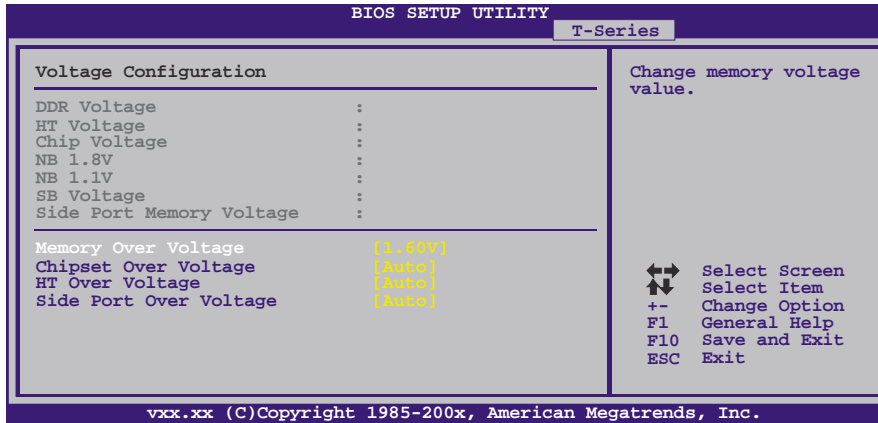 BIOS SETUP UTILITY
T-Series
Voltage Configuration
DDR Voltage :
HT Voltage :
Chip Voltage :
NB 1.8V :
NB 1.1V :
SB Voltage :
Side Port Memory Voltage :
Memory Over Voltage [1.60V]
Chipset Over Voltage [Auto]
HT Over Voltage [Auto]
Side Port Over Voltage [Auto]
Change memory voltage
value.
Select Screen
Select Item
+- Change Option
F1 General Help
F10 Save and Exit
ESC Exit
vxx.xx (C)Copyright 1985-200x, American Megatrends, Inc.